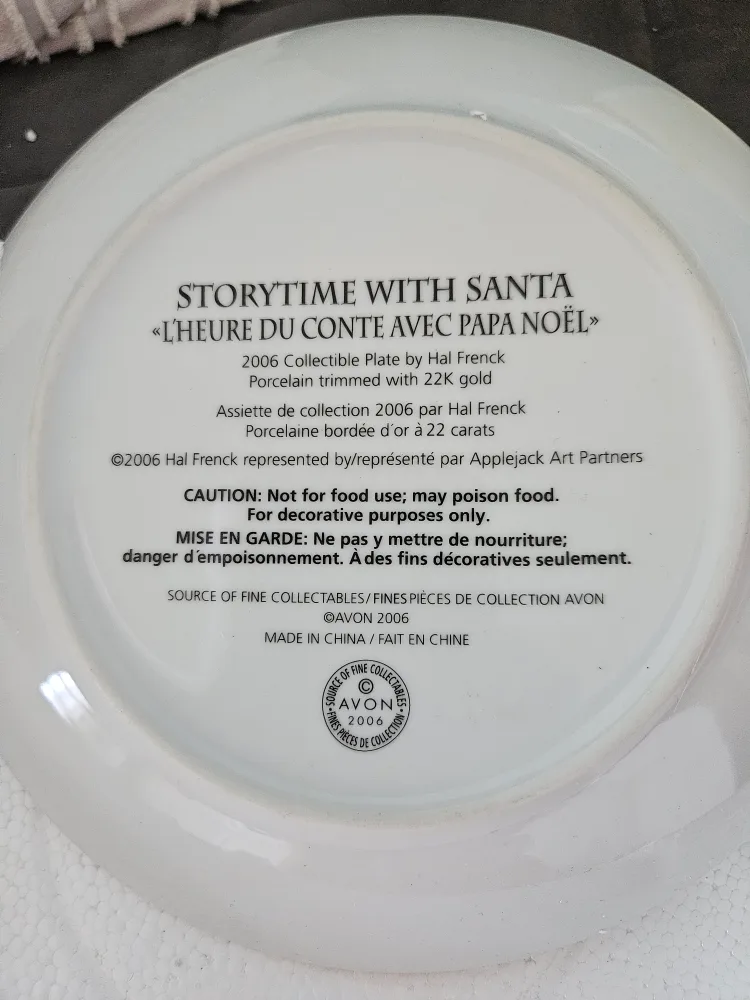 STORYTIME WITH SANTA
«L'HEURE DU CONTE AVEC PAPA NOËL»
2006 Collectible Plate by Hal Frenck
Porcelain trimmed with 22K gold
Assiette de collection 2006 par Hal Frenck
Porcelaine bordée d'or à 22 carats
©2006 Hal Frenck represented by/représenté par Applejack Art Partners
CAUTION: Not for food use; may poison food.
For decorative purposes only.
MISE EN GARDE: Ne pas y mettre de nourriture;
danger d'empoisonnement. À des fins décoratives seulement.
SOURCE OF FINE COLLECTABLES/FINES PIÈCES DE COLLECTION AVON
©AVON 2006
MADE IN CHINA / FAIT EN CHINE
• SOURCE OF FINE COLLECTABLES •
©
AVON
2006
FINES PIÈCES DE COLLECTION